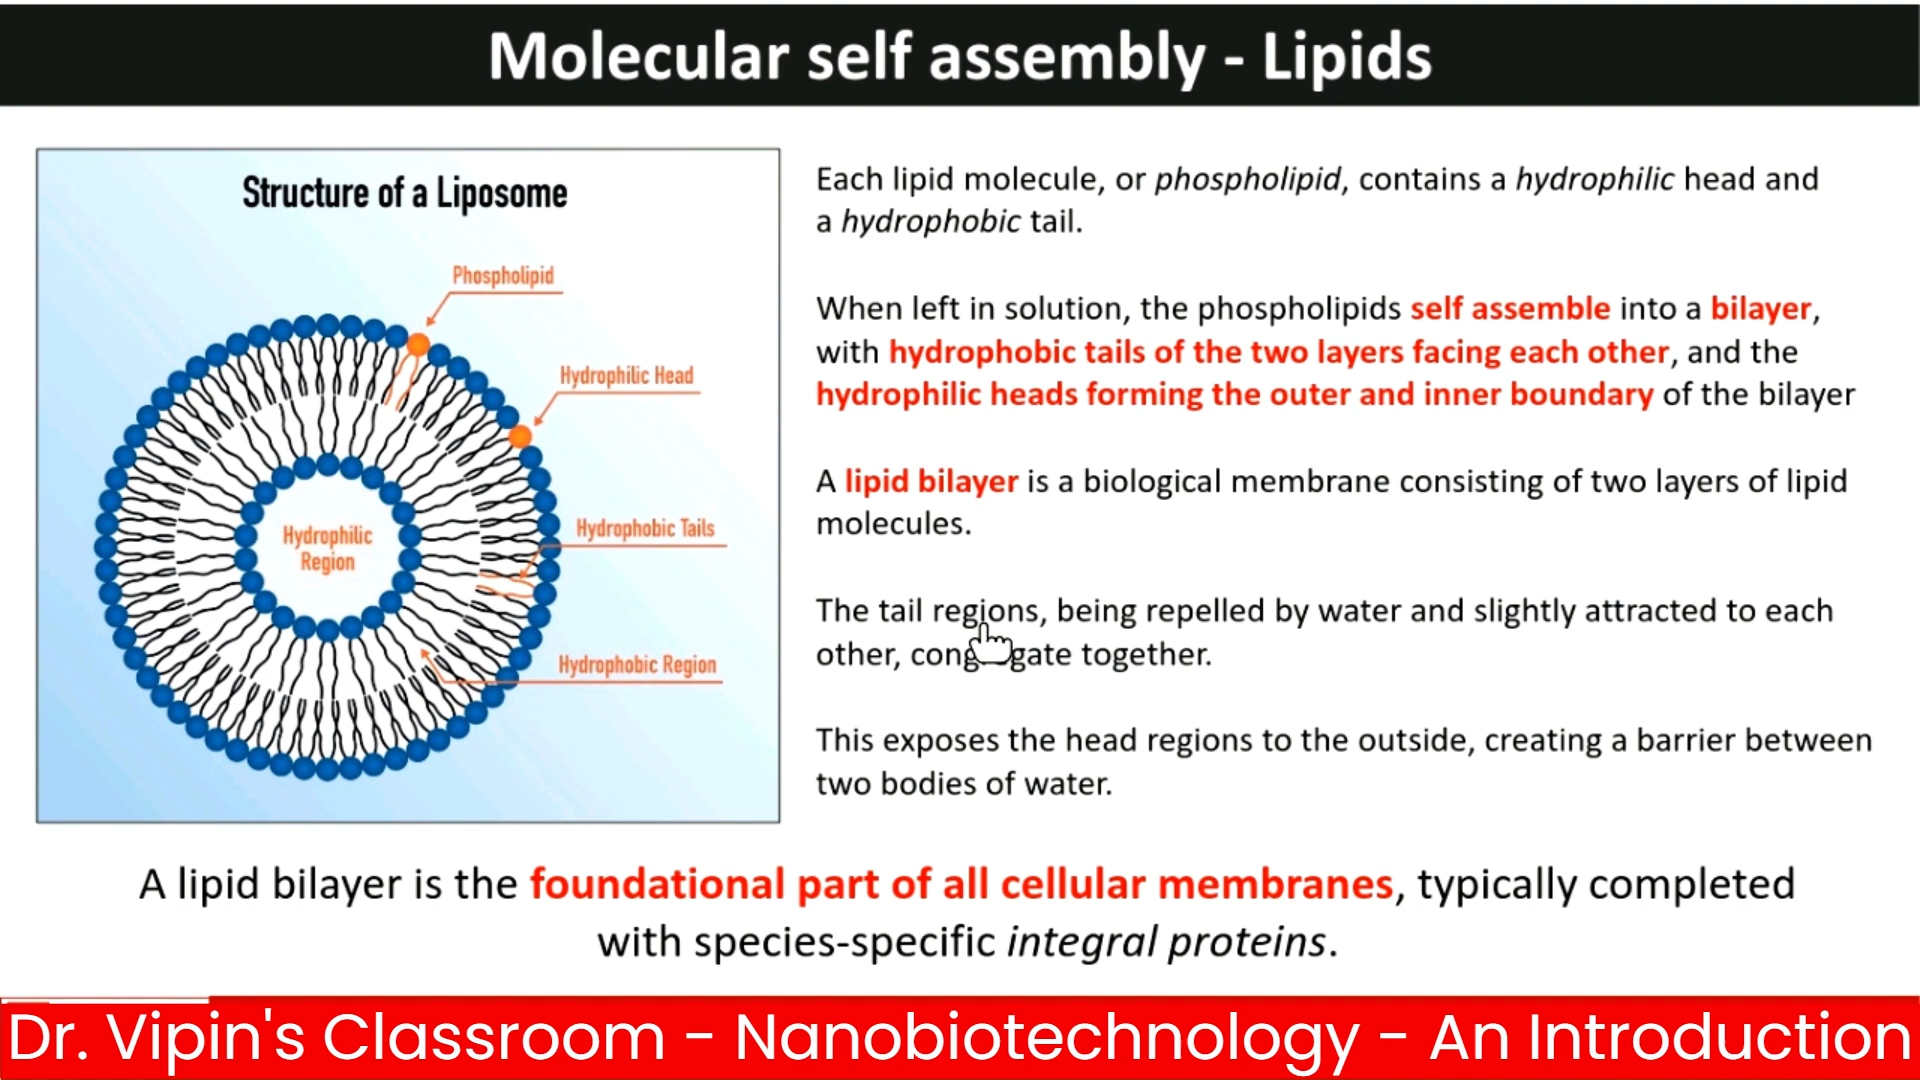 Molecular self assembly - Lipids
Structure of a Liposome
Phospholipid
Hydrophilic Head
Hydrophobic Tails
Hydrophilic
Region
Hydrophobic Region
Each lipid molecule, or phospholipid, contains a hydrophilic head and
a hydrophobic tail.
When left in solution, the phospholipids self assemble into a bilayer,
with hydrophobic tails of the two layers facing each other, and the
hydrophilic heads forming the outer and inner boundary of the bilayer
A lipid bilayer is a biological membrane consisting of two layers of lipid
molecules.
The tail regions, being repelled by water and slightly attracted to each
other, congregate together.
This exposes the head regions to the outside, creating a barrier between
two bodies of water.
A lipid bilayer is the foundational part of all cellular membranes, typically completed
with species-specific integral proteins.
Dr. Vipin's Classroom - Nanobiotechnology - An Introduction